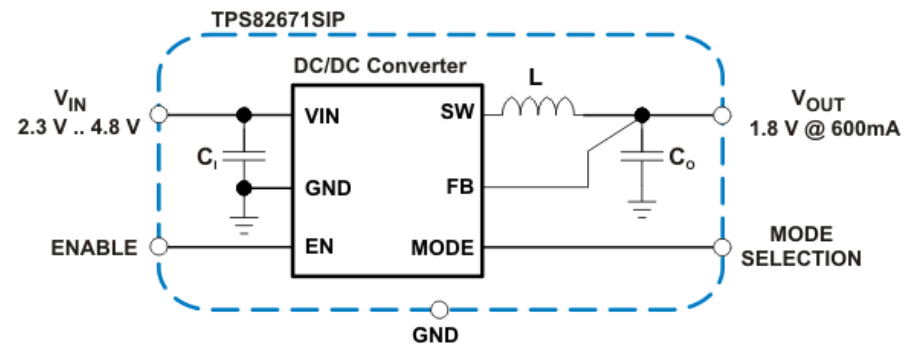 TPS82671SIP
DC/DC Converter
L
VIN
2.3 V .. 4.8 V
VIN
SW
VOUT
1.8 V @ 600mA
CI
GND
FB
CO
ENABLE
EN
MODE
MODE
SELECTION
GND